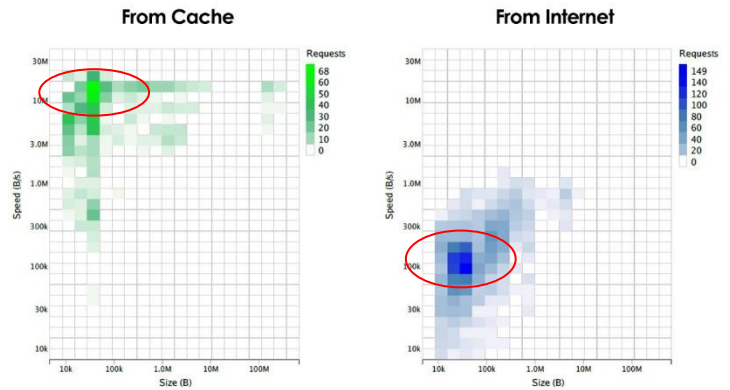 From Cache
From Internet
Requests
68
60
50
40
30
20
10
0
30M
10M
3.0M
1.0M
300k
100k
30k
10k
Speed (B/s)
10k 100k 1.0M 10M 100M
Size (B)
Requests
149
140
120
100
80
60
40
20
0
30M
10M
3.0M
1.0M
300k
100k
30k
10k
Speed (B/s)
10k 100k 1.0M 10M 100M
Size (B)